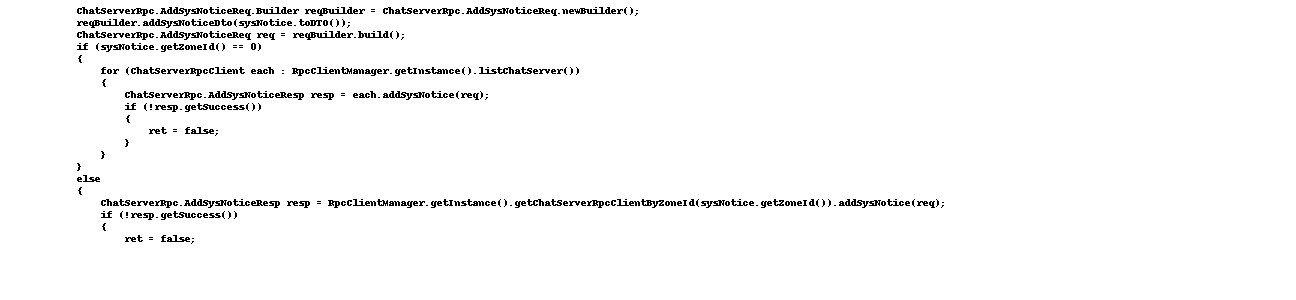 ChatServerRpc.AddSysNoticeReq.Builder reqBuilder = ChatServerRpc.AddSysNoticeReq.newBuilder();
reqBuilder.addSysNoticeDto(sysNotice.toDTO());
ChatServerRpc.AddSysNoticeReq req = reqBuilder.build();
if (sysNotice.getZoneId() == 0)
{
    for (ChatServerRpcClient each : RpcClientManager.getInstance().listChatServer())
    {
        ChatServerRpc.AddSysNoticeResp resp = each.addSysNotice(req);
        if (!resp.getSuccess())
        {
            ret = false;
        }
    }
}
else
{
    ChatServerRpc.AddSysNoticeResp resp = RpcClientManager.getInstance().getChatServerRpcClientByZoneId(sysNotice.getZoneId()).addSysNotice(req);
    if (!resp.getSuccess())
    {
        ret = false;